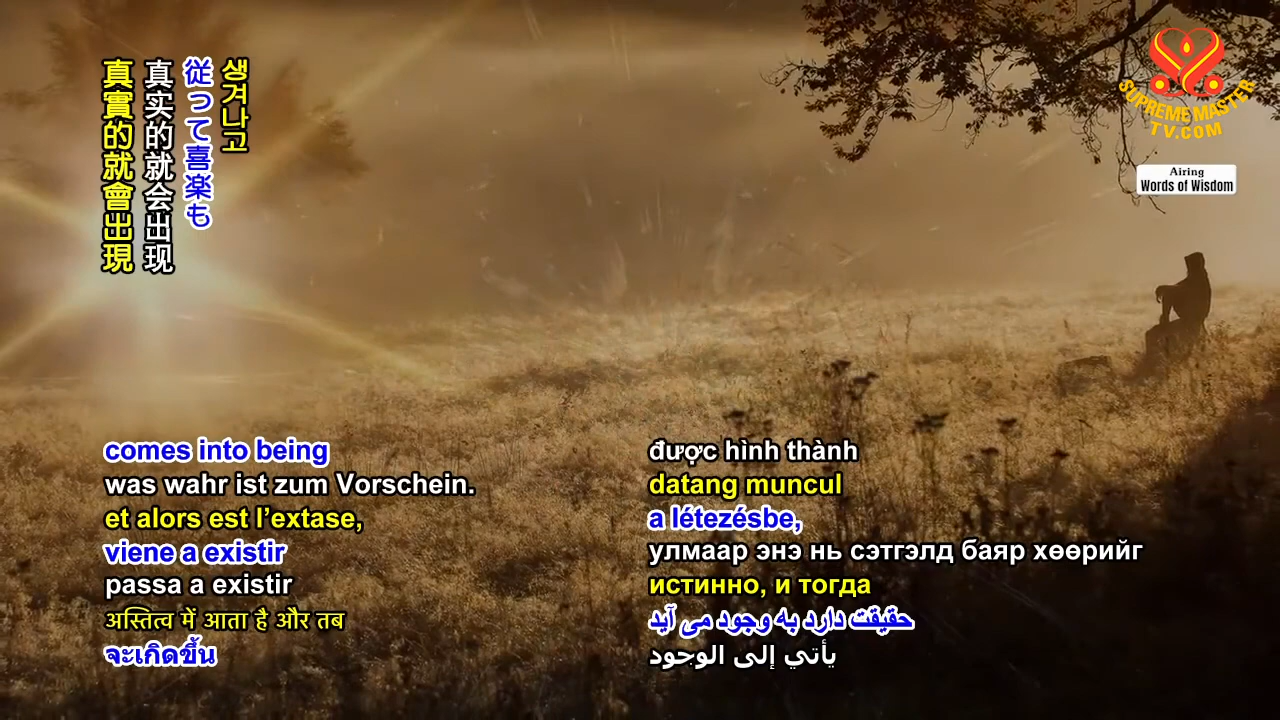 생겨나고
従って喜楽も
真实的就会出现
真實的就會出現
SUPREME MASTER
TV.COM
Airing
Words of Wisdom
comes into being
was wahr ist zum Vorschein.
et alors est l’extase,
viene a existir
passa a existir
अस्तित्व में आता है और तब
จะเกิดขึ้น
được hình thành
datang muncul
a létezésbe,
улмаар энэ нь сэтгэлд баяр хөөрийг
истинно, и тогда
حقیقت دارد به وجود می آید
يأتي إلى الوجود